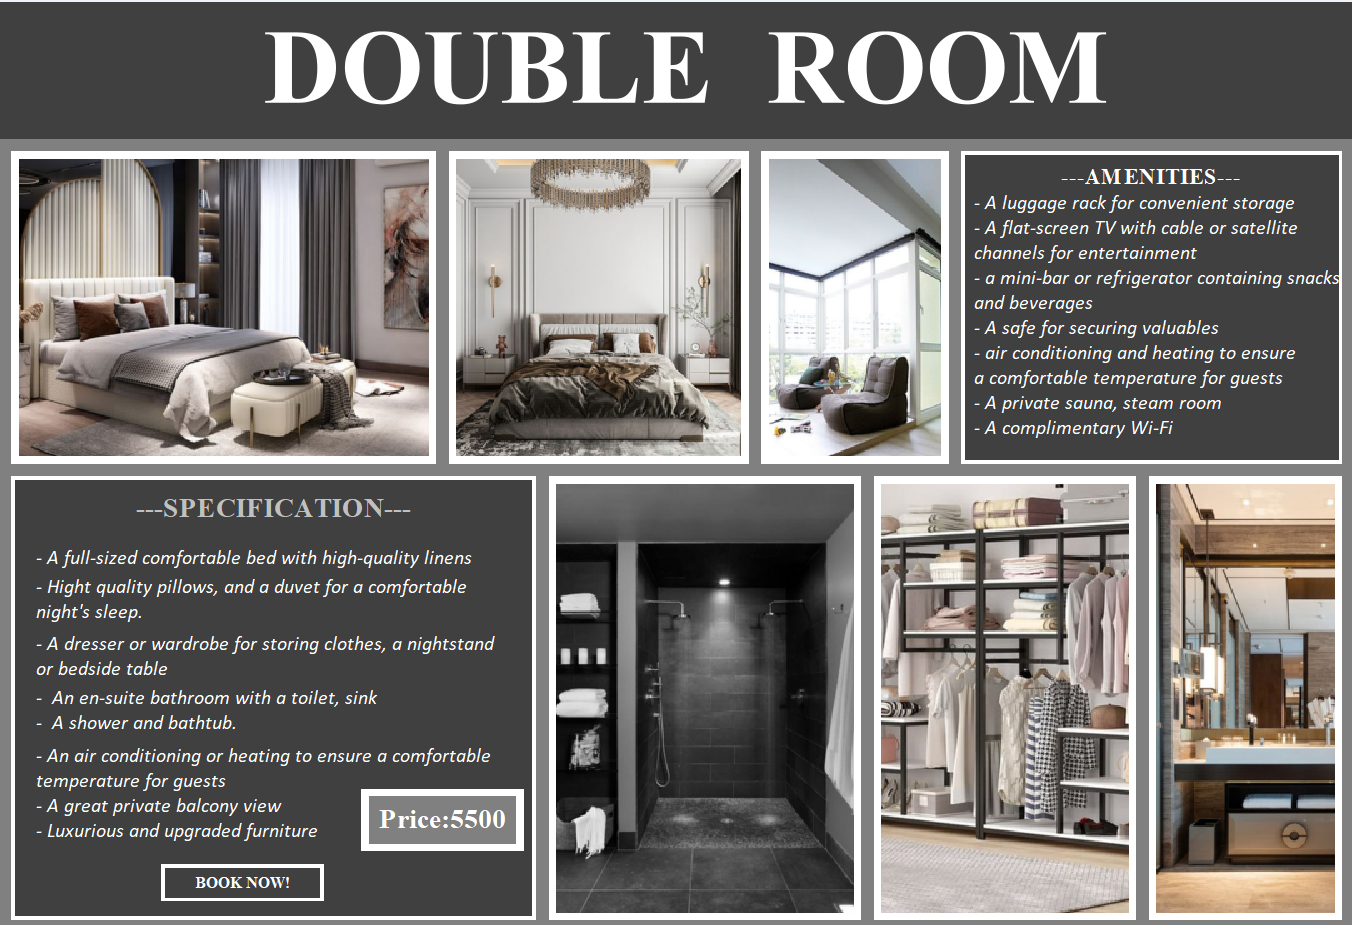 DOUBLE ROOM
---AMENITIES---
- A luggage rack for convenient storage
- A flat-screen TV with cable or satellite
channels for entertainment
- a mini-bar or refrigerator containing snacks
and beverages
- A safe for securing valuables
- air conditioning and heating to ensure
a comfortable temperature for guests
- A private sauna, steam room
- A complimentary Wi-Fi
---SPECIFICATION---
- A full-sized comfortable bed with high-quality linens
- Hight quality pillows, and a duvet for a comfortable
night's sleep.
- A dresser or wardrobe for storing clothes, a nightstand
or bedside table
- An en-suite bathroom with a toilet, sink
- A shower and bathtub.
- An air conditioning or heating to ensure a comfortable
temperature for guests
- A great private balcony view
- Luxurious and upgraded furniture
Price:5500
BOOK NOW!